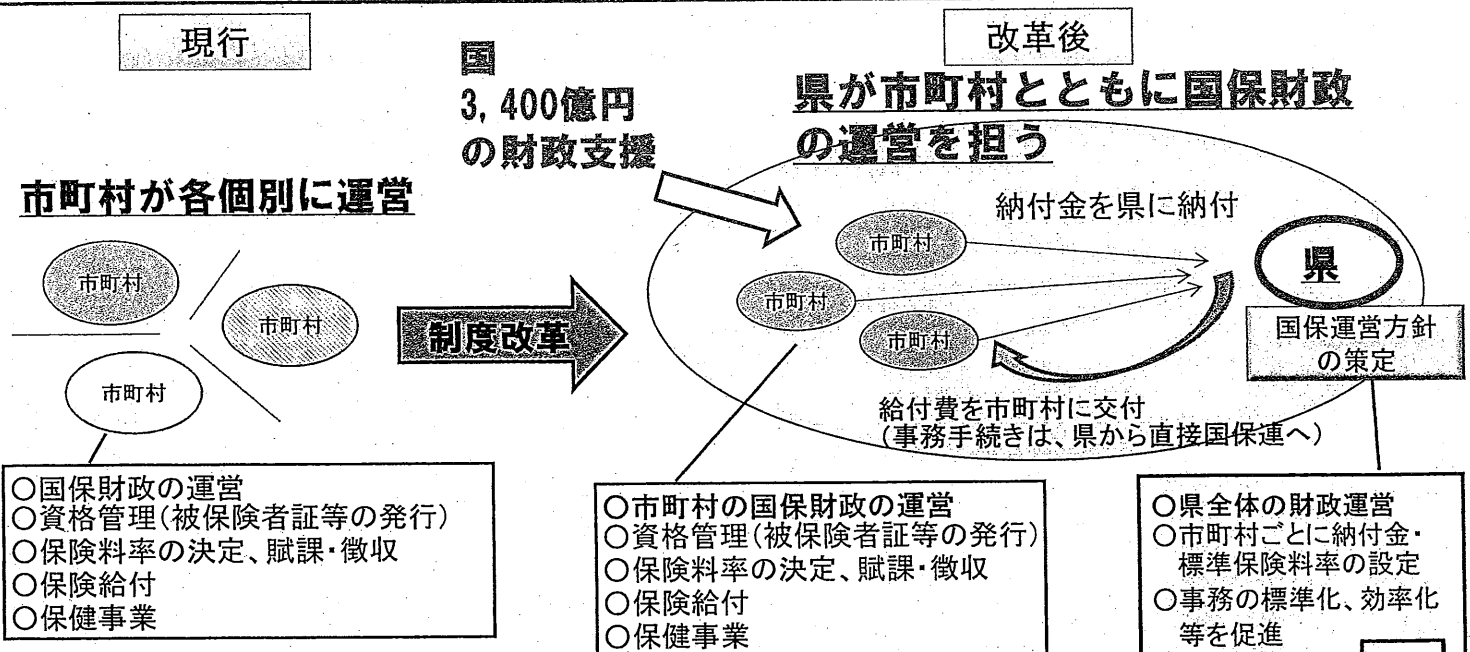 現行
市町村が各個別に運営
市町村
市町村
市町村
○国保財政の運営
○資格管理(被保険者証等の発行)
○保険料率の決定、賦課・徴収
○保険給付
○保健事業
国
3,400億円
の財政支援
制度改革
改革後
県が市町村とともに国保財政
の運営を担う
納付金を県に納付
市町村
市町村
市町村
県
国保運営方針
の策定
給付費を市町村に交付
(事務手続きは、県から直接国保連へ)
○市町村の国保財政の運営
○資格管理(被保険者証等の発行)
○保険料率の決定、賦課・徴収
○保険給付
○保健事業
○県全体の財政運営
○市町村ごとに納付金・
標準保険料率の設定
○事務の標準化、効率化
等を促進